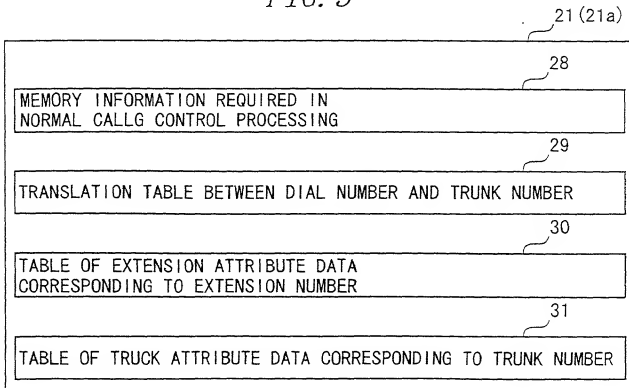 21(21a)
28
MEMORY INFORMATION REQUIRED IN
NORMAL CALLG CONTROL PROCESSING
29
TRANSLATION TABLE BETWEEN DIAL NUMBER AND TRUNK NUMBER
30
TABLE OF EXTENSION ATTRIBUTE DATA
CORRESPONDING TO EXTENSION NUMBER
31
TABLE OF TRUCK ATTRIBUTE DATA CORRESPONDING TO TRUNK NUMBER